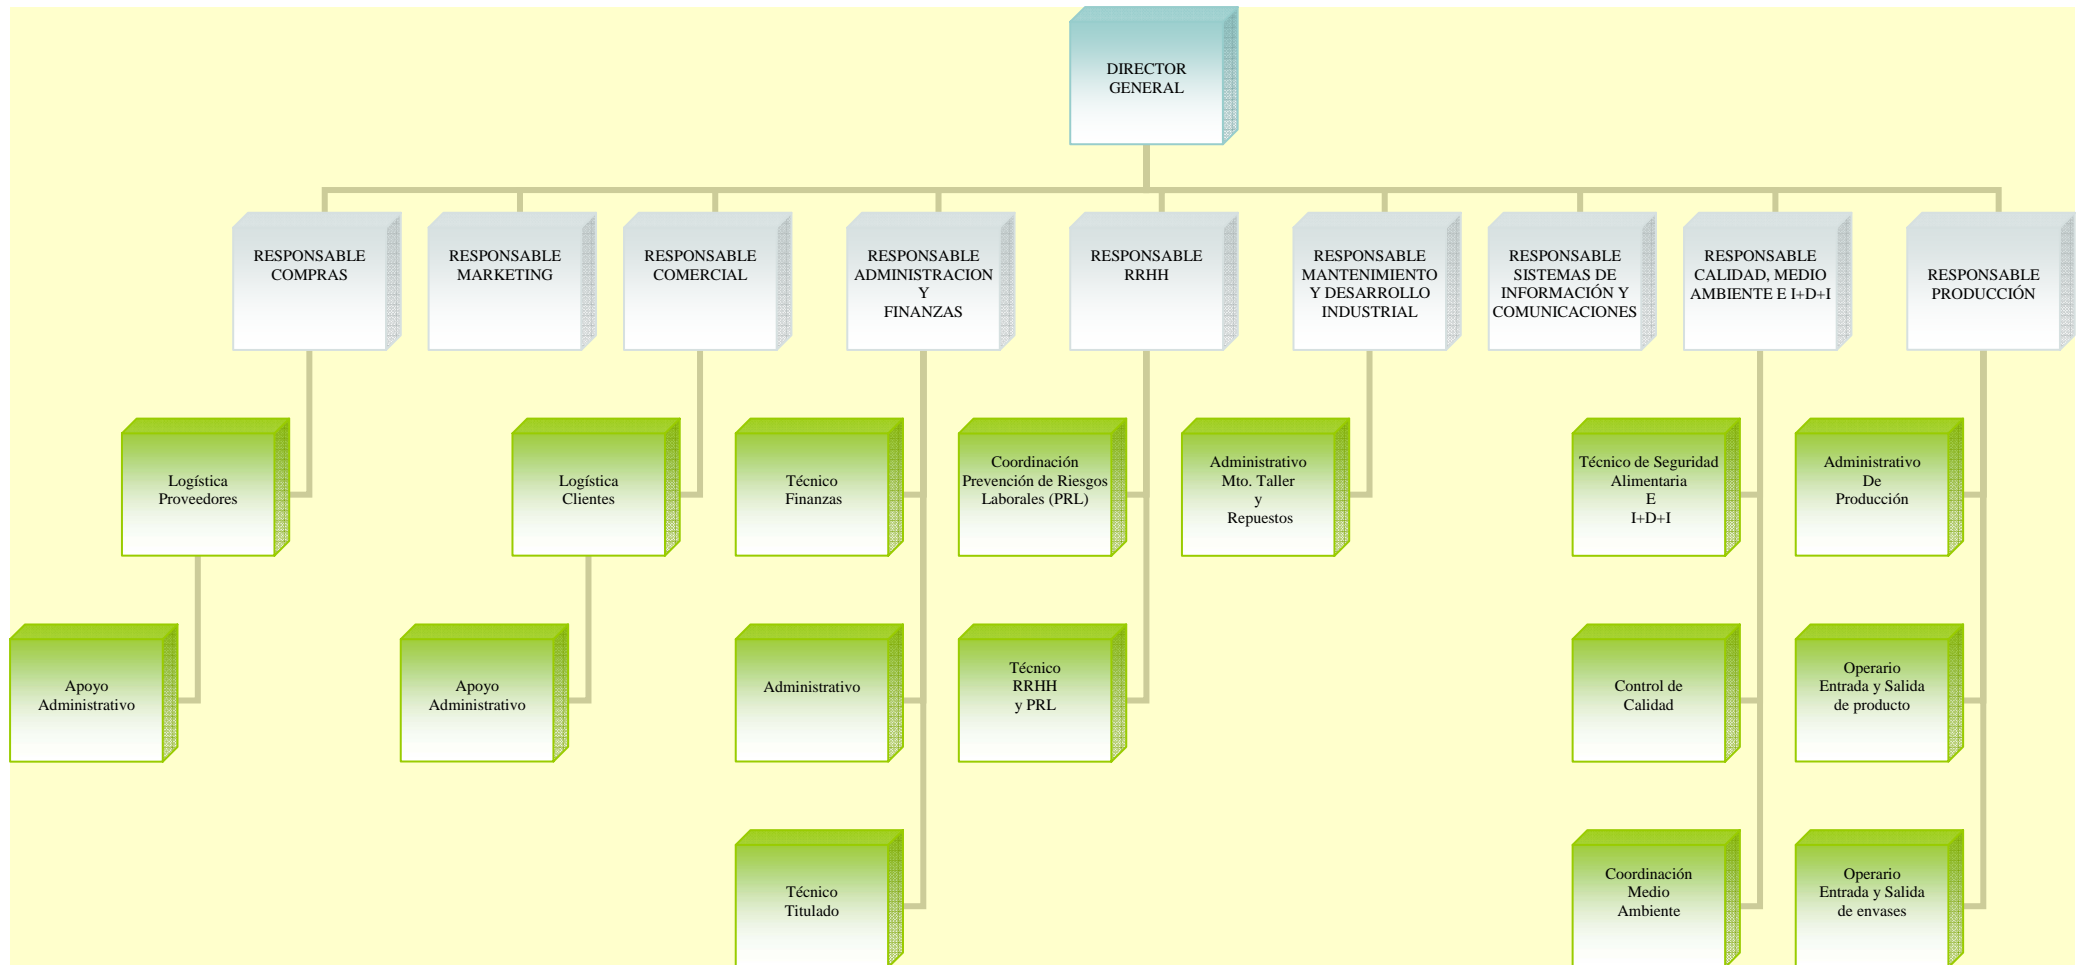 DIRECTOR
GENERAL
RESPONSABLE
COMPRAS
RESPONSABLE
MARKETING
RESPONSABLE
COMERCIAL
RESPONSABLE
ADMINISTRACION
Y
FINANZAS
RESPONSABLE
RRHH
RESPONSABLE
MANTENIMIENTO
Y DESARROLLO
INDUSTRIAL
RESPONSABLE
SISTEMAS DE
INFORMACIÓN Y
COMUNICACIONES
RESPONSABLE
CALIDAD, MEDIO
AMBIENTE E I+D+I
RESPONSABLE
PRODUCCIÓN
Logística
Proveedores
Logística
Clientes
Técnico
Finanzas
Coordinación
Prevención de Riesgos
Laborales (PRL)
Administrativo
Mto. Taller
y
Repuestos
Técnico de Seguridad
Alimentaria
E
I+D+I
Administrativo
De
Producción
Apoyo
Administrativo
Apoyo
Administrativo
Administrativo
Técnico
RRHH
y PRL
Control de
Calidad
Operario
Entrada y Salida
de producto
Técnico
Titulado
Coordinación
Medio
Ambiente
Operario
Entrada y Salida
de envases